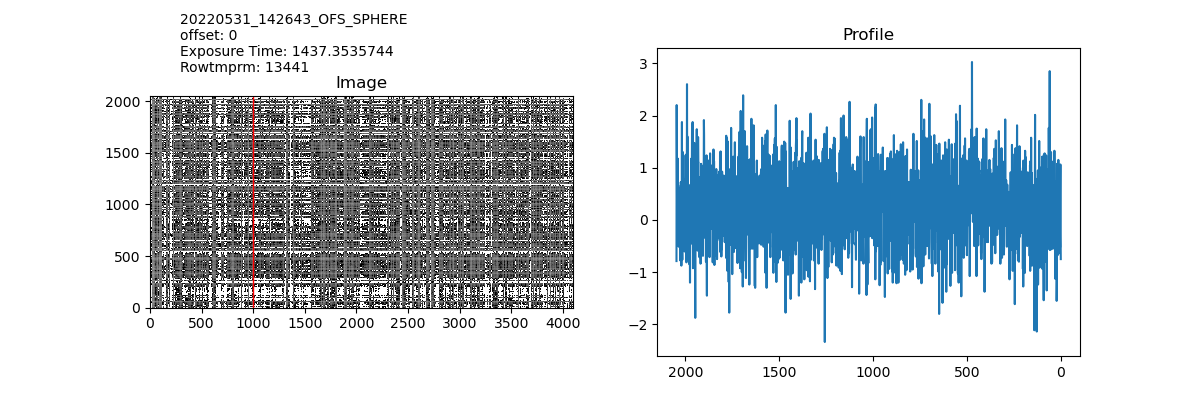 20220531_142643_OFS_SPHERE
offset: 0
Exposure Time: 1437.3535744
Rowtmprm: 13441
Image
2000
1500
1000
500
0
0 500 1000 1500 2000 2500 3000 3500 4000
Profile
3
2
1
0
−1
−2
2000 1500 1000 500 0